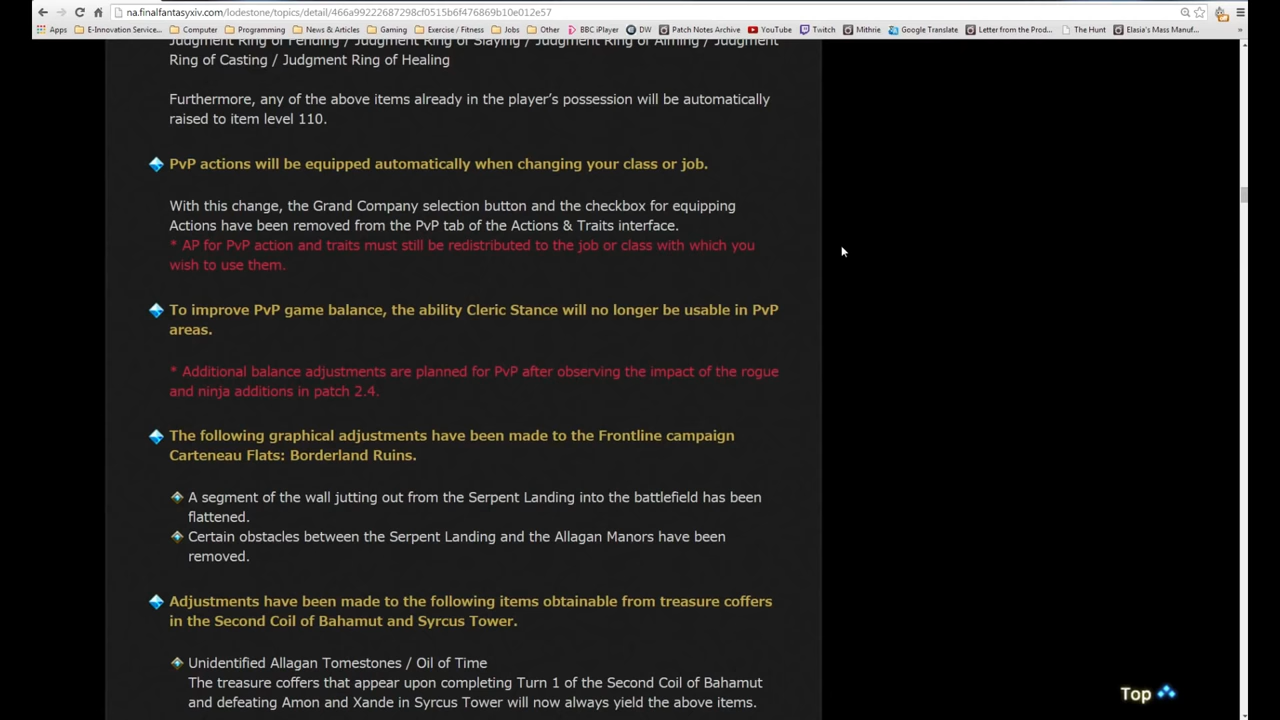 na.finalfantasyxiv.com/lodestone/topics/detail/466a99222687298cf0515b6f476869b10e012e57
Apps E-Innovation Service... Computer Programming News & Articles Gaming Exercise / Fitness Jobs Other BBC iPlayer DW Patch Notes Archive YouTube Twitch Mithrie Google Translate Letter from the Prod... The Hunt Elasia's Mass Manuf... »
Judgment Ring of Fending / Judgment Ring of Slaying / Judgment Ring of Aiming / Judgment
Ring of Casting / Judgment Ring of Healing
Furthermore, any of the above items already in the player's possession will be automatically
raised to item level 110.
PvP actions will be equipped automatically when changing your class or job.
With this change, the Grand Company selection button and the checkbox for equipping
Actions have been removed from the PvP tab of the Actions & Traits interface.
* AP for PvP action and traits must still be redistributed to the job or class with which you
wish to use them.
To improve PvP game balance, the ability Cleric Stance will no longer be usable in PvP
areas.
* Additional balance adjustments are planned for PvP after observing the impact of the rogue
and ninja additions in patch 2.4.
The following graphical adjustments have been made to the Frontline campaign
Carteneau Flats: Borderland Ruins.
A segment of the wall jutting out from the Serpent Landing into the battlefield has been
flattened.
Certain obstacles between the Serpent Landing and the Allagan Manors have been
removed.
Adjustments have been made to the following items obtainable from treasure coffers
in the Second Coil of Bahamut and Syrcus Tower.
Unidentified Allagan Tomestones / Oil of Time
The treasure coffers that appear upon completing Turn 1 of the Second Coil of Bahamut
and defeating Amon and Xande in Syrcus Tower will now always yield the above items.
Top